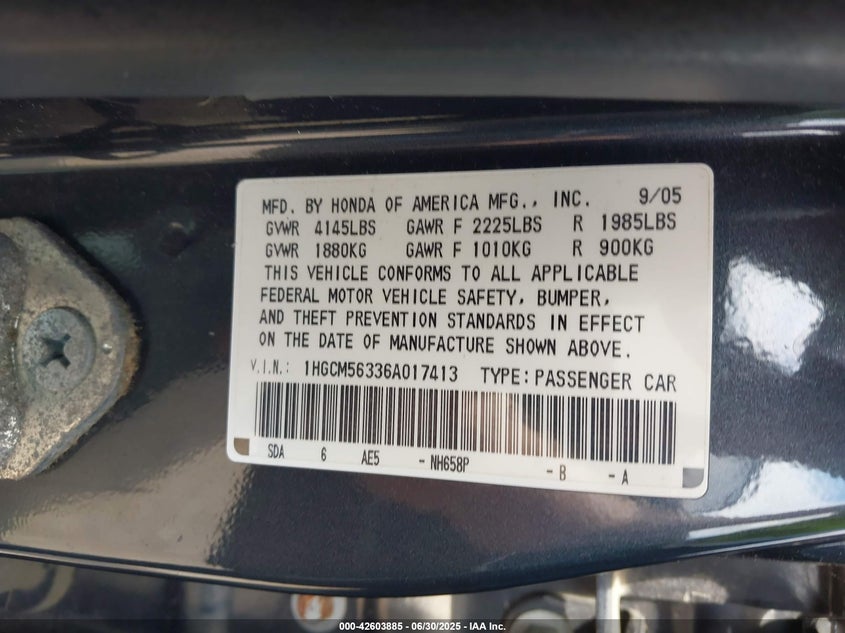 MFD. BY HONDA OF AMERICA MFG., INC. 9/05
GVWR 4145LBS GAWR F 2225LBS R 1985LBS
GVWR 1880KG GAWR F 1010KG R 900KG
THIS VEHICLE CONFORMS TO ALL APPLICABLE
FEDERAL MOTOR VEHICLE SAFETY, BUMPER,
AND THEFT PREVENTION STANDARDS IN EFFECT
ON THE DATE OF MANUFACTURE SHOWN ABOVE.
V.I.N.: 1HGCM56336A017413 TYPE: PASSENGER CAR
SDA 6 AE5 - NH658P - B - A
000-42603885 - 06/30/2025 - IAA Inc.